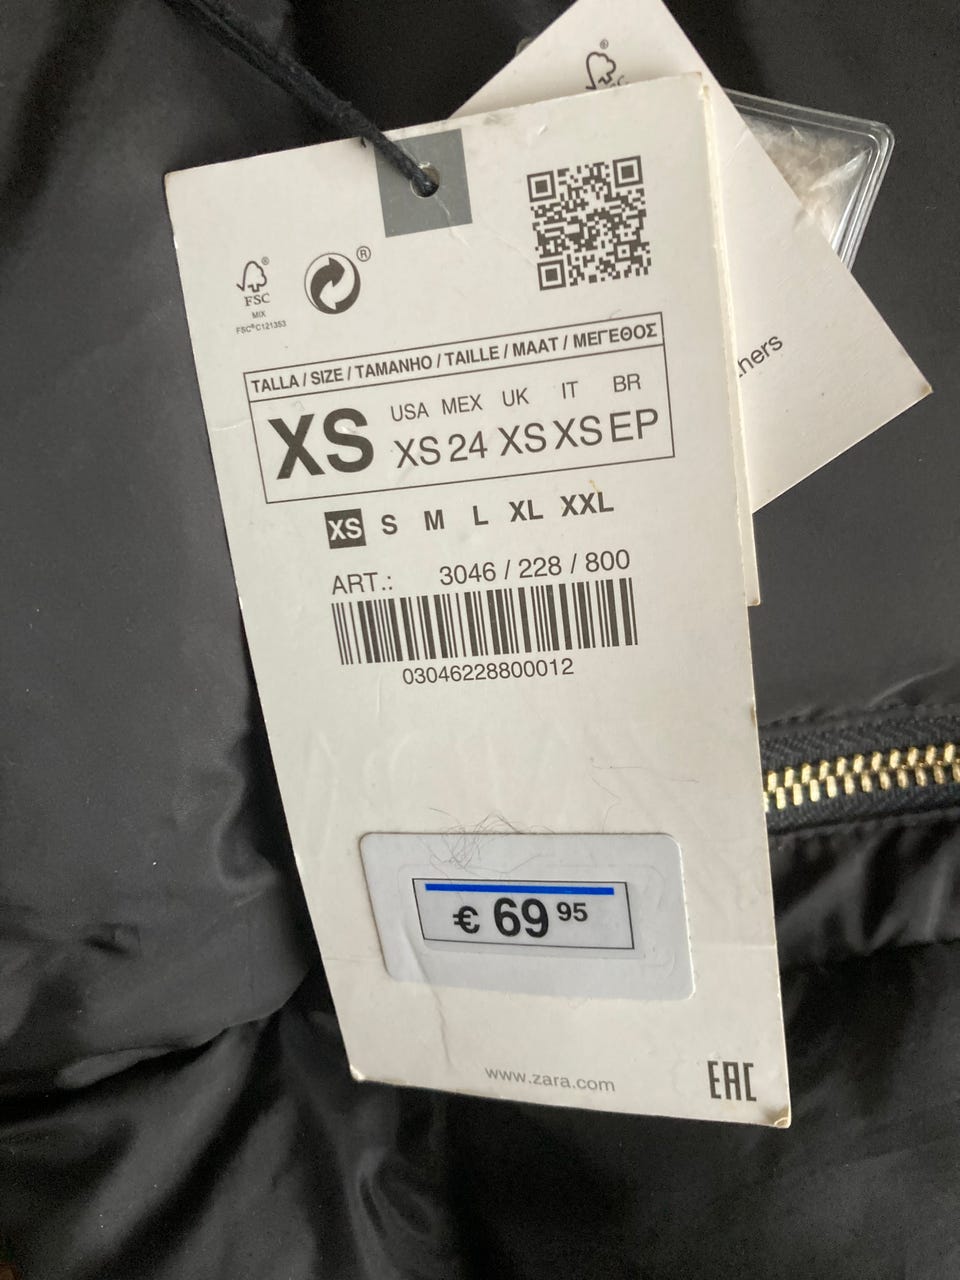 ®
FSC
MIX
FSC® C121353
®
TALLA / SIZE / TAMANHO / TAILLE / MAAT / ΜΕΓΕΘΟΣ
XS
USA MEX UK IT BR
XS 24 XS XS EP
XS S M L XL XXL
ART.: 3046 / 228 / 800
03046228800012
€ 69 95
www.zara.com
EAC
®
FSC